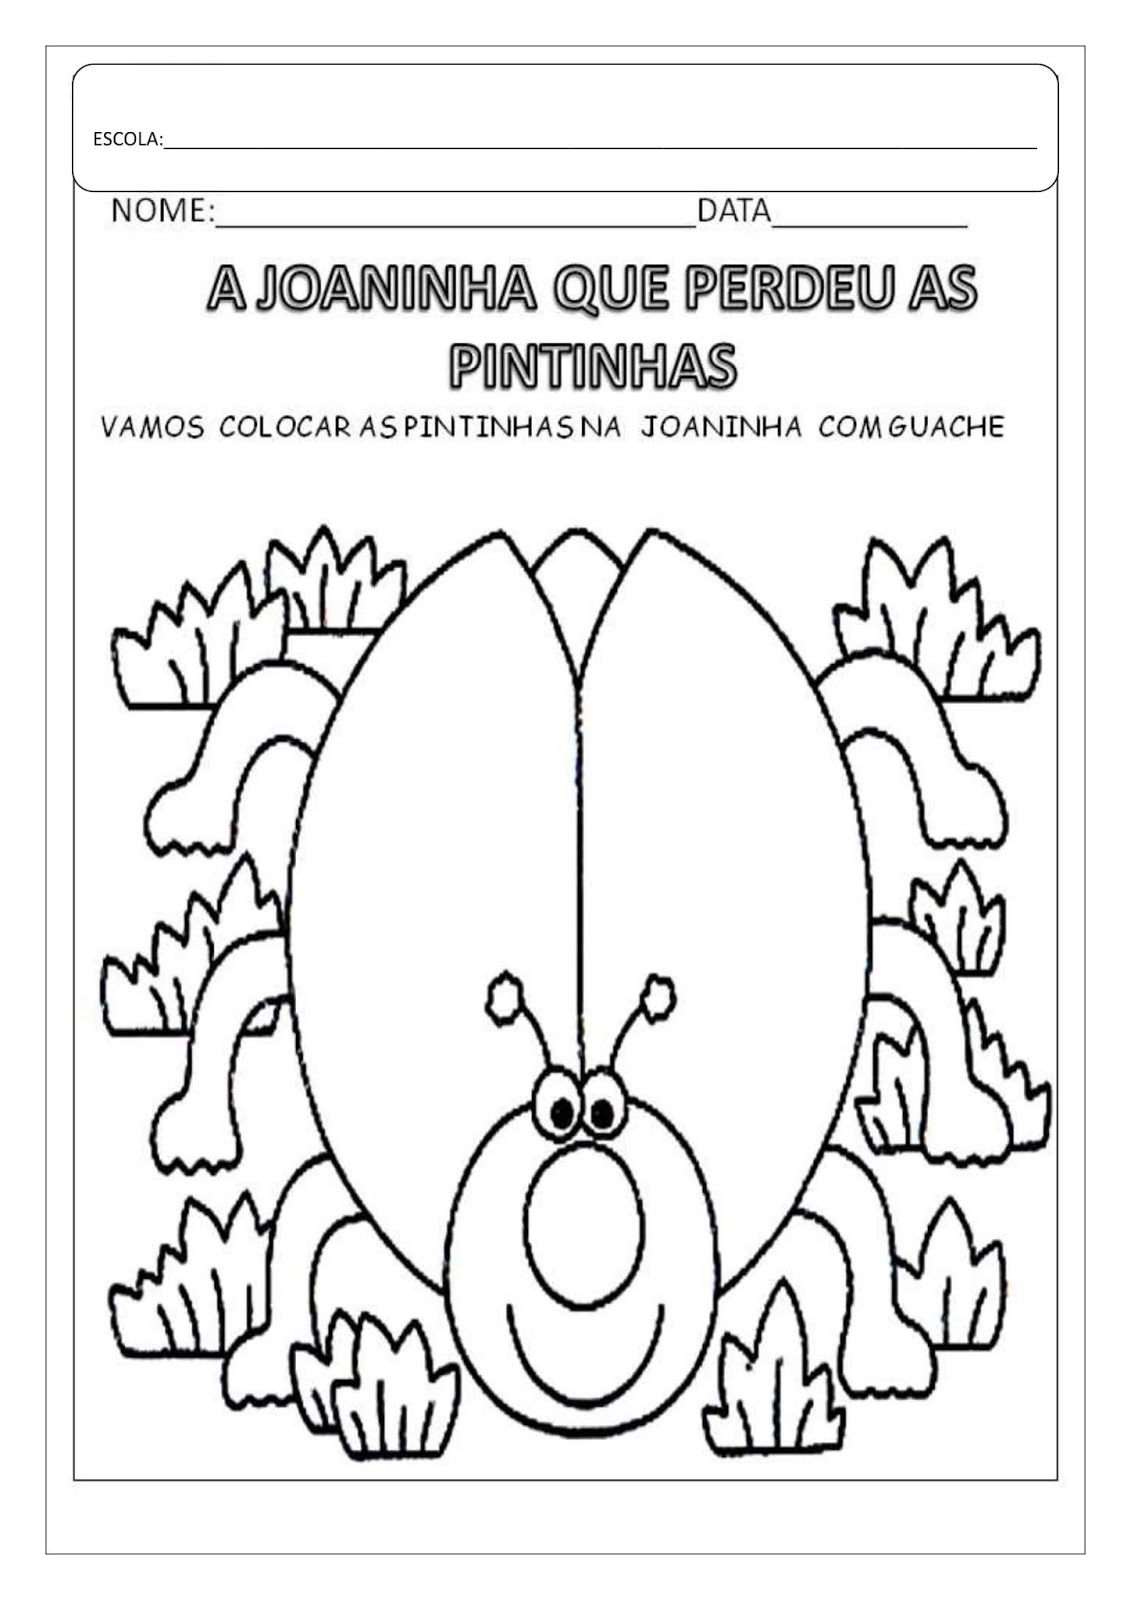 ESCOLA:
NOME: DATA
A JOANINHA QUE PERDEU AS
PINTINHAS
VAMOS COLOCAR AS PINTINHAS NA JOANINHA COM GUACHE